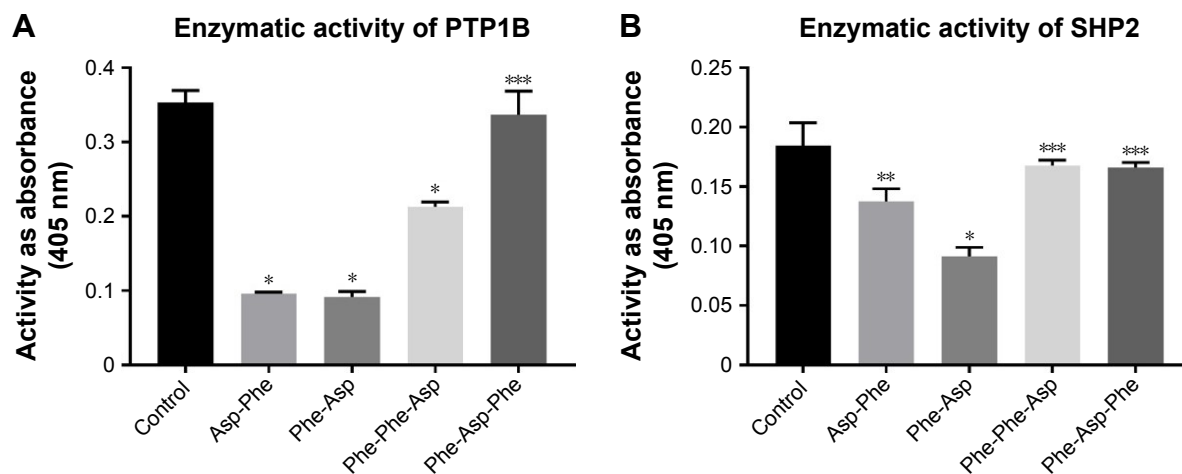 A
Enzymatic activity of PTP1B
Activity as absorbance
(405 nm)
0.4
0.3
0.2
0.1
0
***
*
*
*
Control
Asp-Phe
Phe-Asp
Phe-Phe-Asp
Phe-Asp-Phe
B
Enzymatic activity of SHP2
Activity as absorbance
(405 nm)
0.25
0.20
0.15
0.10
0.05
0
**
*
***
***
Control
Asp-Phe
Phe-Asp
Phe-Phe-Asp
Phe-Asp-Phe